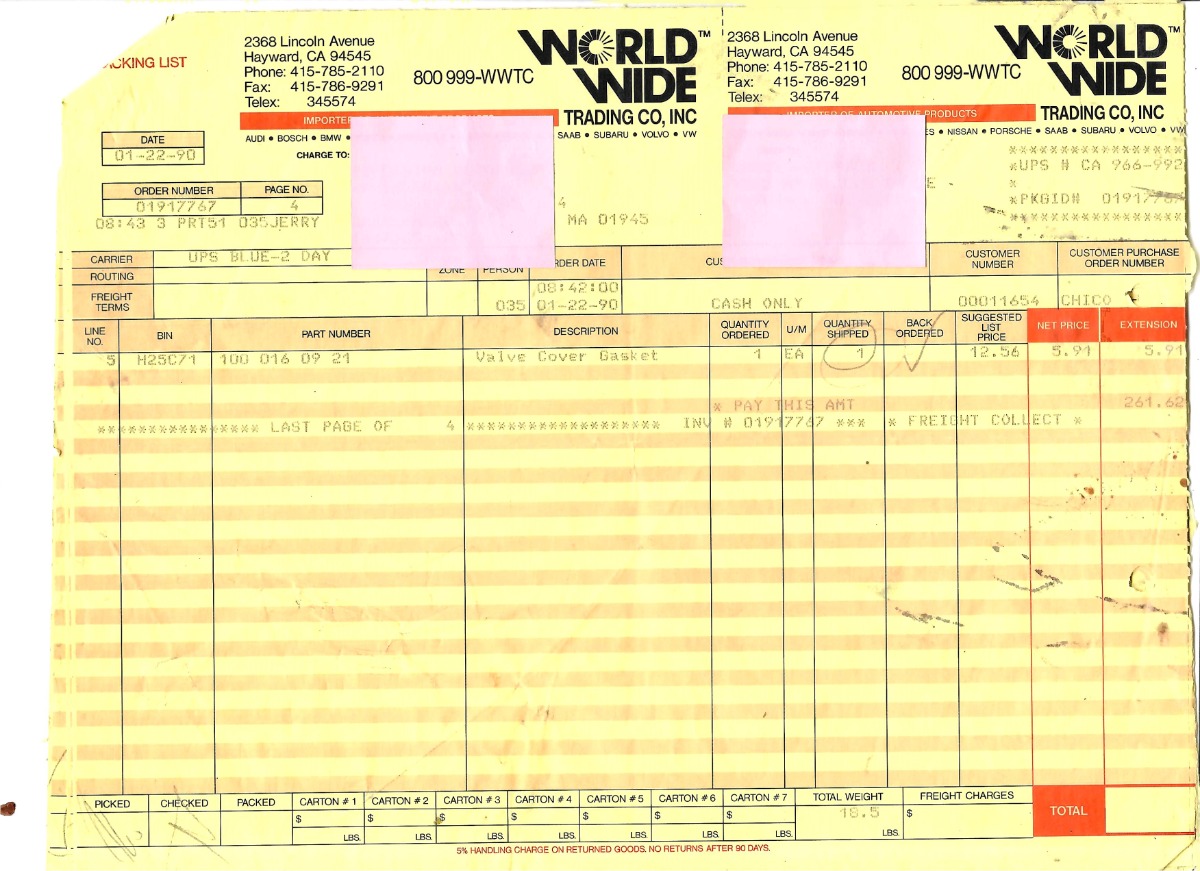 PACKING LIST
2368 Lincoln Avenue
Hayward, CA 94545
Phone: 415-785-2110
Fax: 415-786-9291
Telex: 345574
800 999-WWTC
WORLD WIDE™
TRADING CO, INC
AUDI • BOSCH • BMW • SAAB • SUBARU • VOLVO • VW
CHARGE TO:
2368 Lincoln Avenue
Hayward, CA 94545
Phone: 415-785-2110
Fax: 415-786-9291
Telex: 345574
800 999-WWTC
WORLD WIDE™
IMPORTER OF AUTOMOTIVE PRODUCTS
TRADING CO, INC
• NISSAN • PORSCHE • SAAB • SUBARU • VOLVO • VW
*UPS # CA 966-992
*
*PKGID# 01917767
DATE
01-22-90
ORDER NUMBER PAGE NO.
01917767 4
08:43 3 PRT51 035JERRY
4
MA 01945
CARRIER UPS BLUE-2 DAY
ROUTING
FREIGHT TERMS
ZONE PERSON ORDER DATE
035 08:42:00
01-22-90
CASH ONLY
CUSTOMER NUMBER
00011654
CUSTOMER PURCHASE ORDER NUMBER
CHICO
LINE NO. BIN PART NUMBER DESCRIPTION QUANTITY ORDERED U/M QUANTITY SHIPPED BACK ORDERED SUGGESTED LIST PRICE NET PRICE EXTENSION
5 H25C71 100 016 09 21 Valve Cover Gasket 1 EA 1 12.56 5.91 5.91
* PAY THIS AMT 261.62
**************** LAST PAGE OF 4 ******************* INV # 01917767 *** * FREIGHT COLLECT *
PICKED CHECKED PACKED CARTON # 1 CARTON # 2 CARTON # 3 CARTON # 4 CARTON # 5 CARTON # 6 CARTON # 7 TOTAL WEIGHT FREIGHT CHARGES TOTAL
$ $ $ $ $ $ $ 18.5 $
LBS. LBS. LBS. LBS. LBS. LBS. LBS. LBS.
5% HANDLING CHARGE ON RETURNED GOODS. NO RETURNS AFTER 90 DAYS.